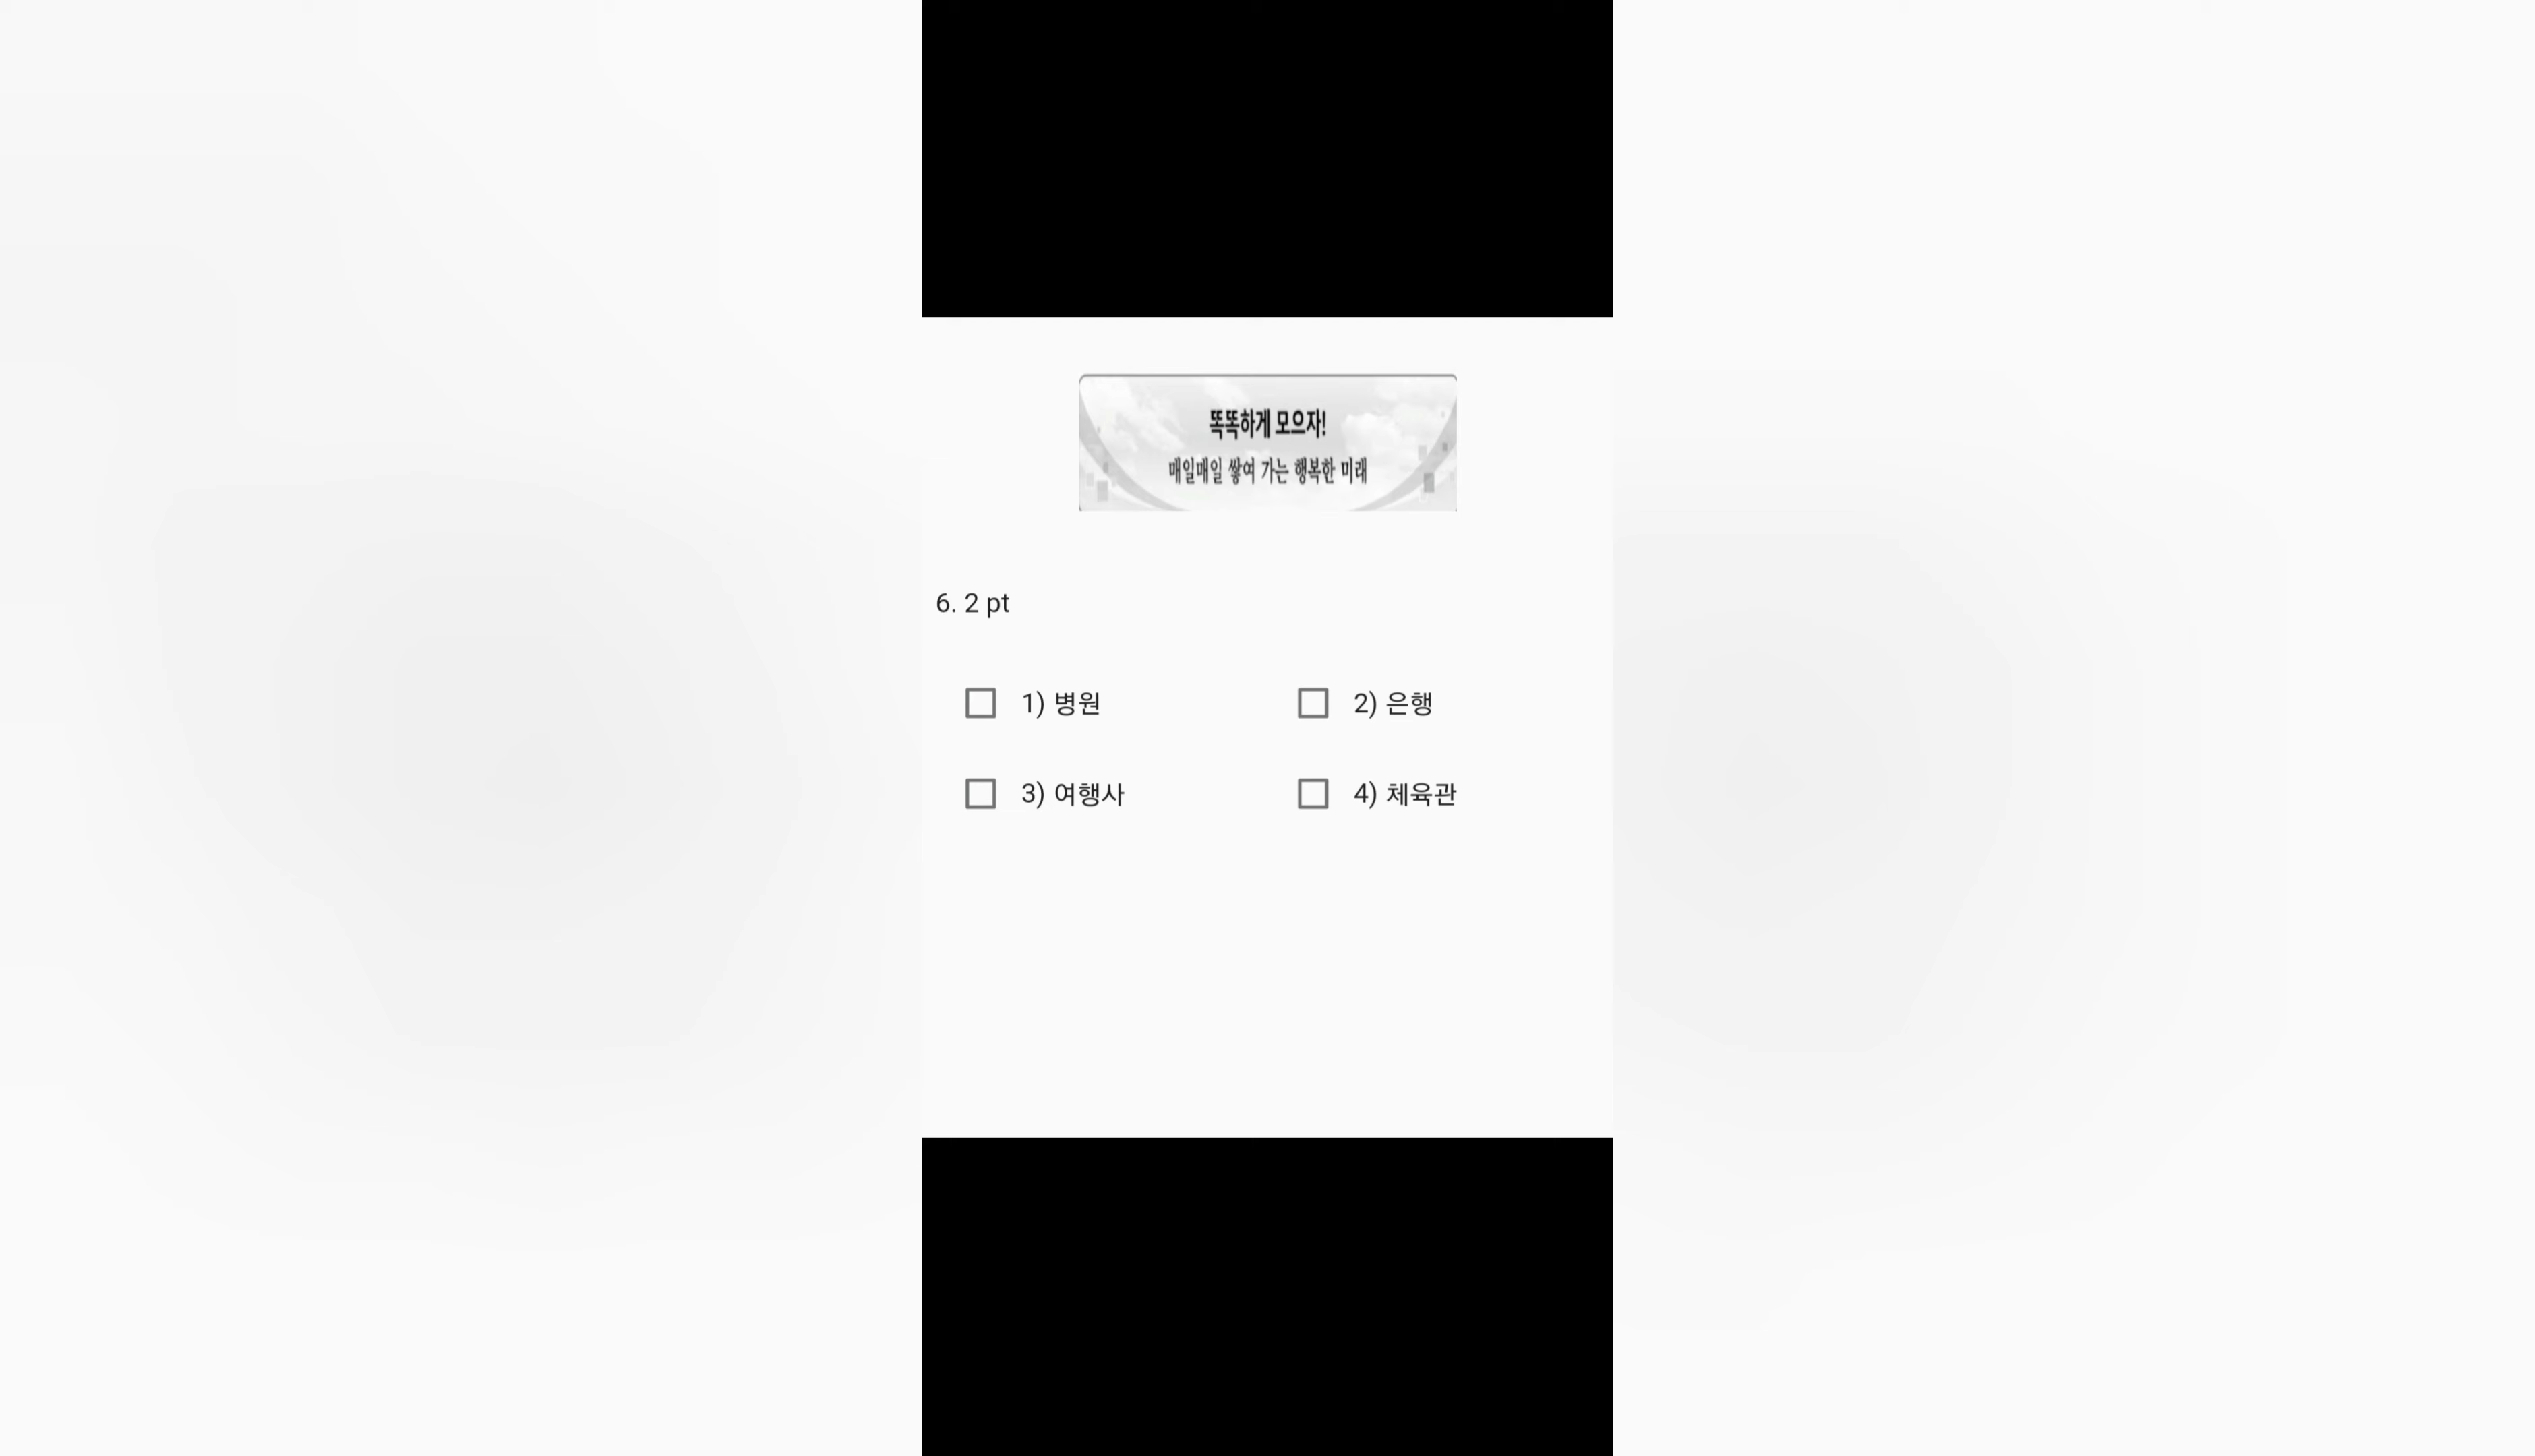 똑똑하게 모으자!
매일매일 쌓여 가는 행복한 미래
6. 2 pt
1) 병원
2) 은행
3) 여행사
4) 체육관